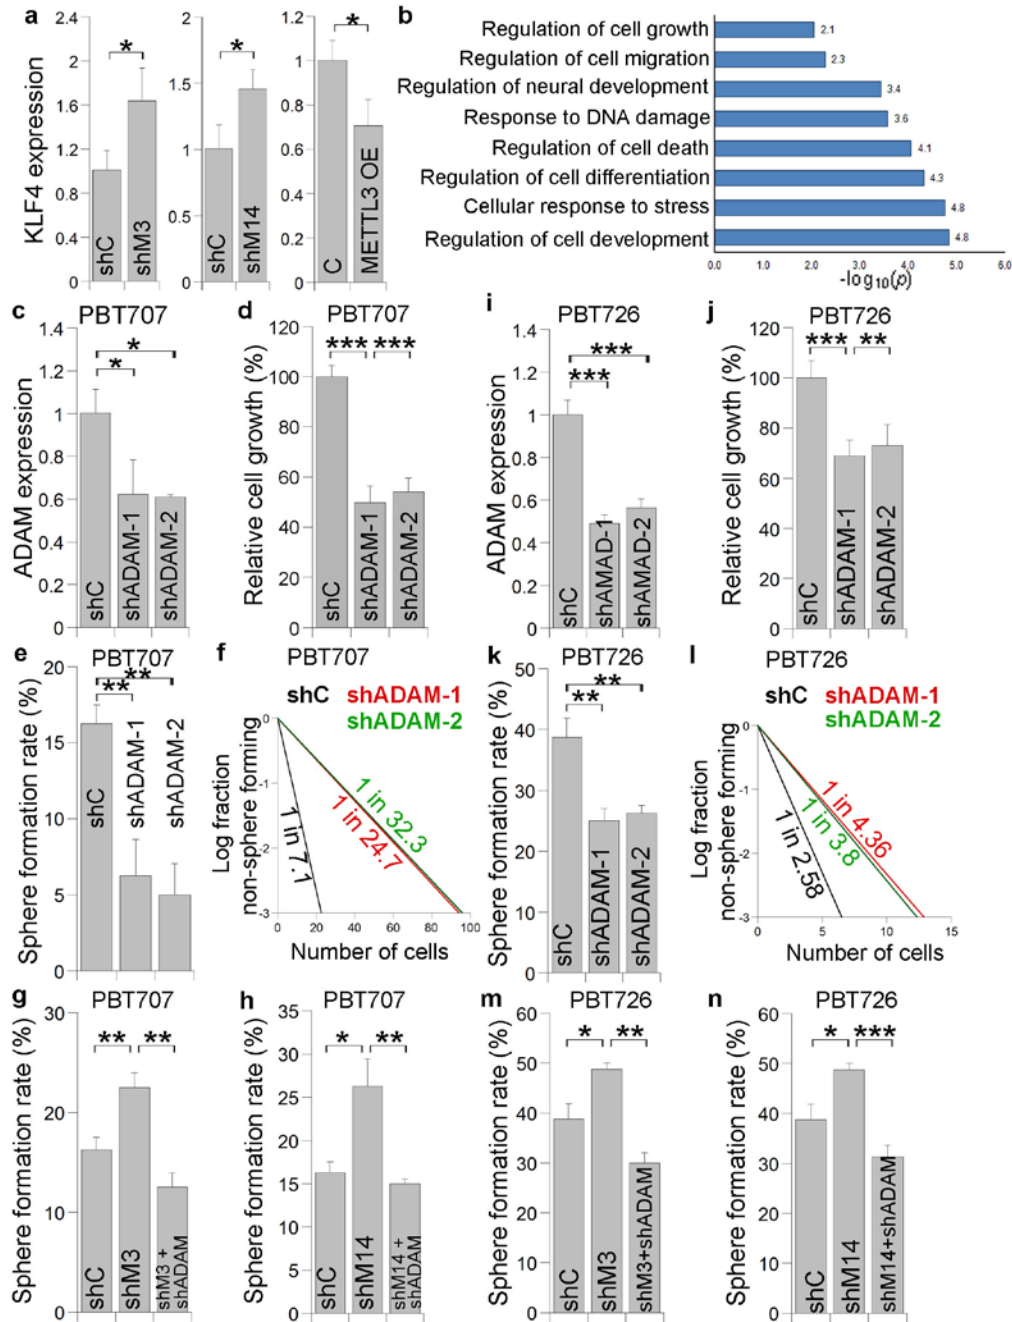 a
2.4
2
1.6
1.2
0.8
0.4
0
KLF4 expression
*
shC
shM3
2
1.5
1
0.5
0
*
shC
shM14
1.2
1
0.8
0.6
0.4
0.2
0
*
C
METTL3 OE
b
Regulation of cell growth
2.1
Regulation of cell migration
2.3
Regulation of neural development
3.4
Response to DNA damage
3.6
Regulation of cell death
4.1
Regulation of cell differentiation
4.3
Cellular response to stress
4.8
Regulation of cell development
4.8
0.0 1.0 2.0 3.0 4.0 5.0 6.0
-log10(p)
c
PBT707
1.4
1.2
1
0.8
0.6
0.4
0.2
0
ADAM expression
*
*
shC
shADAM-1
shADAM-2
d
PBT707
120
100
80
60
40
20
0
Relative cell growth (%)
*** ***
shC
shADAM-1
shADAM-2
i
PBT726
1.4
1.2
1
0.8
0.6
0.4
0.2
0
ADAM expression
***
***
shC
shAMAD-1
shAMAD-2
j
PBT726
120
100
80
60
40
20
0
Relative cell growth (%)
*** **
shC
shADAM-1
shADAM-2
e
PBT707
20
15
10
5
0
Sphere formation rate (%)
**
**
shC
shADAM-1
shADAM-2
f
PBT707
shC shADAM-1
shADAM-2
0
-1
-2
-3
Log fraction
non-sphere forming
1 in 7.1
1 in 32.3
1 in 24.7
0 20 40 60 80 100
Number of cells
k
PBT726
50
40
30
20
10
0
Sphere formation rate (%)
**
**
shC
shADAM-1
shADAM-2
l
PBT726
shC shADAM-1
shADAM-2
0
-1
-2
-3
Log fraction
non-sphere forming
1 in 2.58
1 in 4.36
1 in 3.8
0 5 10 15
Number of cells
g
PBT707
30
20
10
0
Sphere formation rate (%)
** **
shC
shM3
shM3 +
shADAM
h
PBT707
35
30
25
20
15
10
5
0
Sphere formation rate (%)
* **
shC
shM14
shM14 +
shADAM
m
PBT726
60
50
40
30
20
10
0
Sphere formation rate (%)
* **
shC
shM3
shM3+shADAM
n
PBT726
60
50
40
30
20
10
0
Sphere formation rate (%)
* ***
shC
shM14
shM14+shADAM